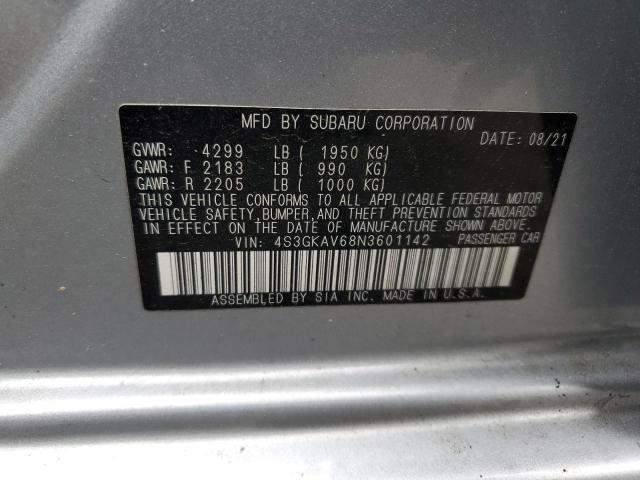 MFD BY SUBARU CORPORATION
DATE: 08/21
GVWR: 4299 LB ( 1950 KG)
GAWR: F 2183 LB ( 990 KG)
GAWR: R 2205 LB ( 1000 KG)
THIS VEHICLE CONFORMS TO ALL APPLICABLE FEDERAL MOTOR
VEHICLE SAFETY,BUMPER,AND THEFT PREVENTION STANDARDS
IN EFFECT ON THE DATE OF MANUFACTURE SHOWN ABOVE.
VIN: 4S3GKAV68N3601142 PASSENGER CAR
ASSEMBLED BY SIA INC. MADE IN U.S.A.